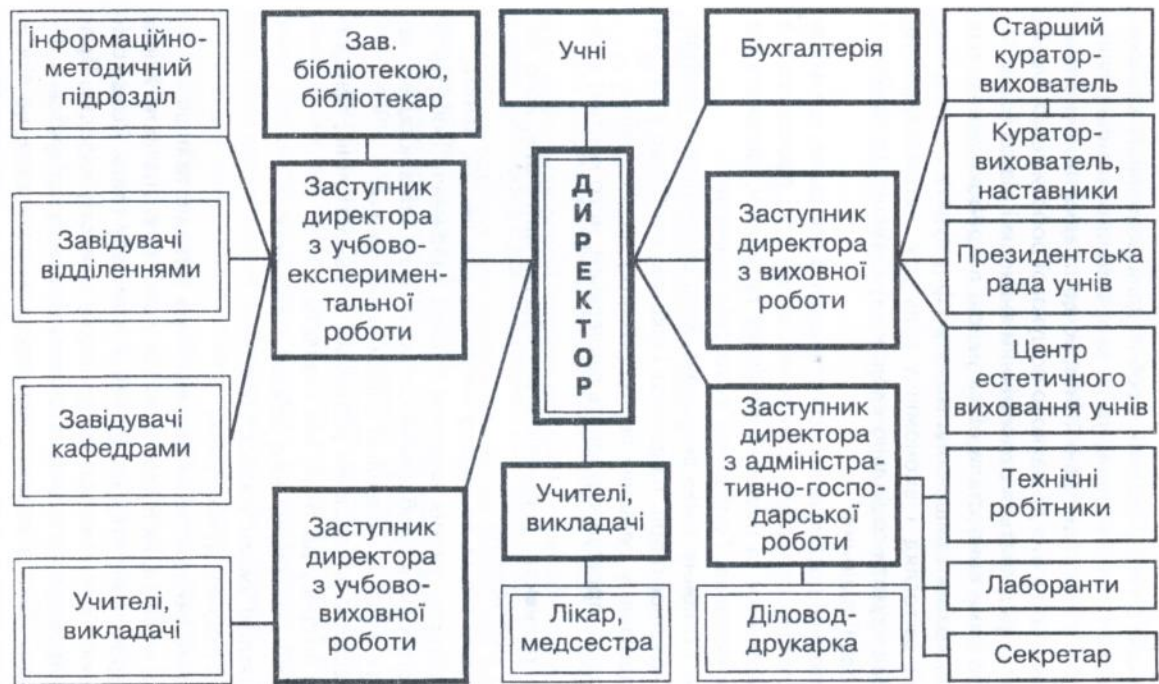 Інформаційно-
методичний
підрозділ
Зав.
бібліотекою,
бібліотекар
Учні
Бухгалтерія
Старший
куратор-
вихователь
Куратор-
вихователь,
наставники
Завідувачі
відділеннями
Заступник
директора
з учбово-
експеримен-
тальної
роботи
ДИРЕКТОР
Заступник
директора
з виховної
роботи
Президентська
рада учнів
Центр
естетичного
виховання учнів
Завідувачі
кафедрами
Заступник
директора
з адміністра-
тивно-госпо-
дарської
роботи
Технічні
робітники
Учителі,
викладачі
Заступник
директора
з учбово-
виховної
роботи
Учителі,
викладачі
Лікар,
медсестра
Діловод-
друкарка
Лаборанти
Секретар